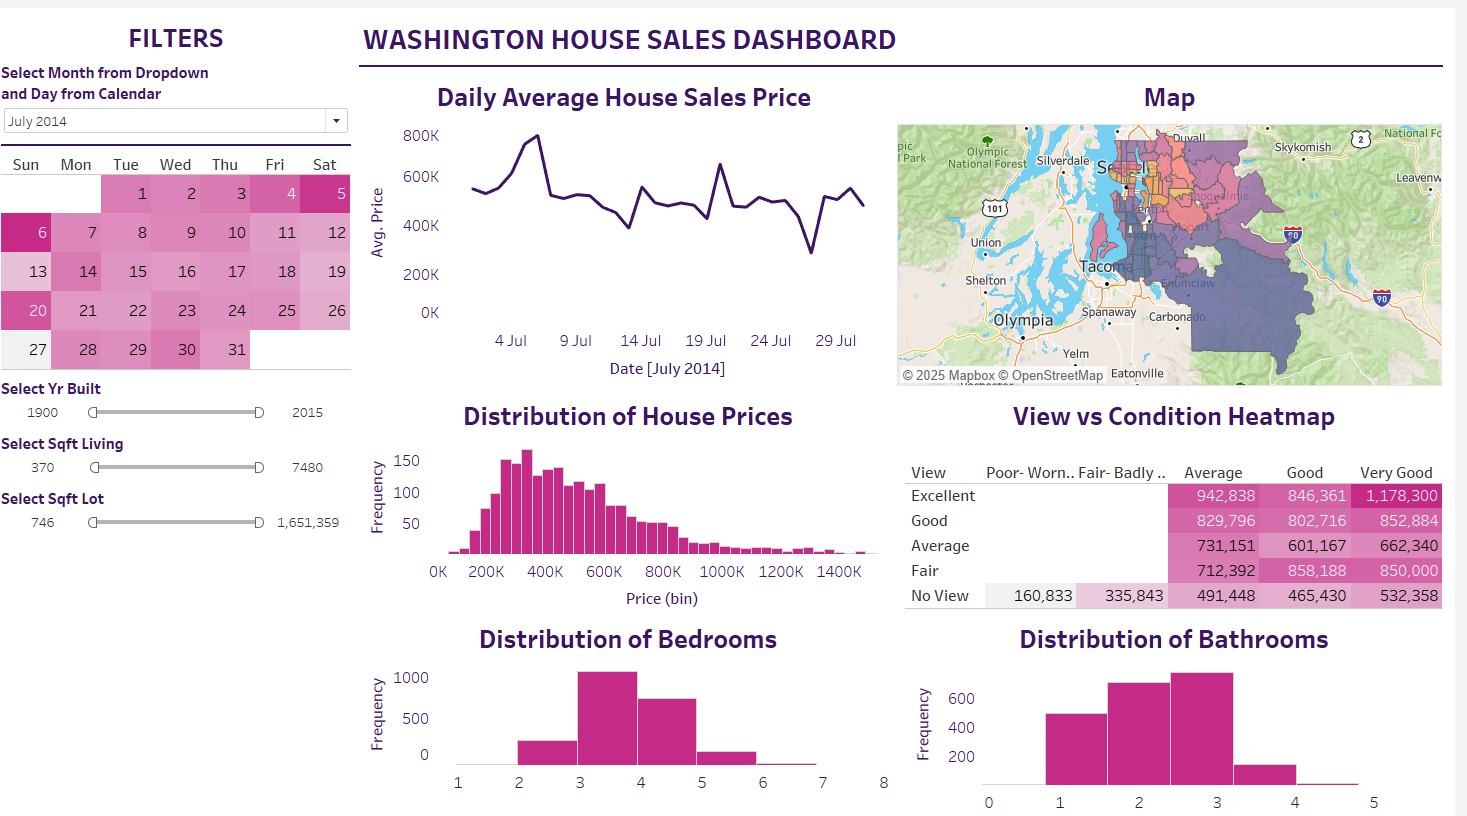 FILTERS
Select Month from Dropdown
and Day from Calendar
July 2014
Sun Mon Tue Wed Thu Fri Sat
1 2 3 4 5
6 7 8 9 10 11 12
13 14 15 16 17 18 19
20 21 22 23 24 25 26
27 28 29 30 31
Select Yr Built
1900 2015
Select Sqft Living
370 7480
Select Sqft Lot
746 1,651,359
WASHINGTON HOUSE SALES DASHBOARD
Daily Average House Sales Price
Avg. Price
800K
600K
400K
200K
0K
4 Jul 9 Jul 14 Jul 19 Jul 24 Jul 29 Jul
Date [July 2014]
Map
Duvall
National Fo
2
Skykomish
pic
l Park
Olympic
National Forest
Silverdale
Leavenw
101
Snoqualmie
Union
90
Tacoma
Shelton
Enumclaw
90
Spanaway
Carbonado
Olympia
Yelm
Eatonville
© 2025 Mapbox © OpenStreetMap
Distribution of House Prices
Frequency
150
100
50
0K 200K 400K 600K 800K 1000K 1200K 1400K
Price (bin)
View vs Condition Heatmap
View Poor- Worn.. Fair- Badly .. Average Good Very Good
Excellent 942,838 846,361 1,178,300
Good 829,796 802,716 852,884
Average 731,151 601,167 662,340
Fair 712,392 858,188 850,000
No View 160,833 335,843 491,448 465,430 532,358
Distribution of Bedrooms
Frequency
1000
500
0
1 2 3 4 5 6 7 8
Distribution of Bathrooms
Frequency
600
400
200
0 1 2 3 4 5